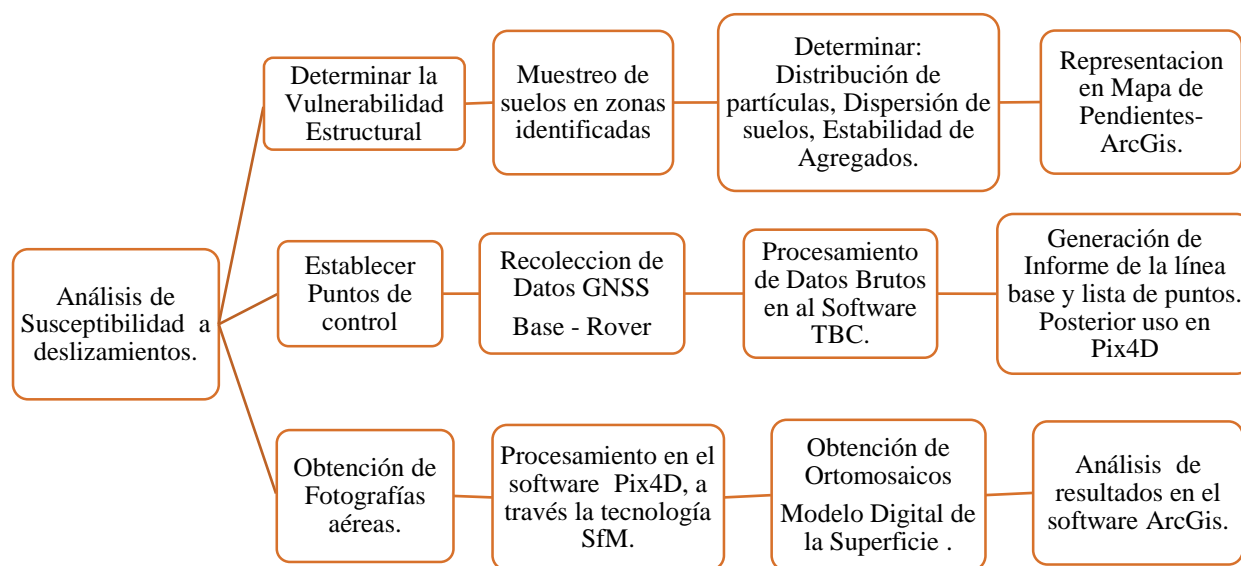 Análisis de
Susceptibilidad a
deslizamientos.
Determinar la
Vulnerabilidad
Estructural
Muestreo de
suelos en zonas
identificadas
Determinar:
Distribución de
partículas, Dispersión de
suelos, Estabilidad de
Agregados.
Representacion
en Mapa de
Pendientes-
ArcGis.
Establecer
Puntos de
control
Recoleccion de
Datos GNSS
Base - Rover
Procesamiento
de Datos Brutos
en al Software
TBC.
Generación de
Informe de la línea
base y lista de puntos.
Posterior uso en
Pix4D
Obtención de
Fotografías
aéreas.
Procesamiento en el
software Pix4D, a
través la tecnología
SfM.
Obtención de
Ortomosaicos
Modelo Digital de
la Superficie .
Análisis de
resultados en el
software ArcGis.